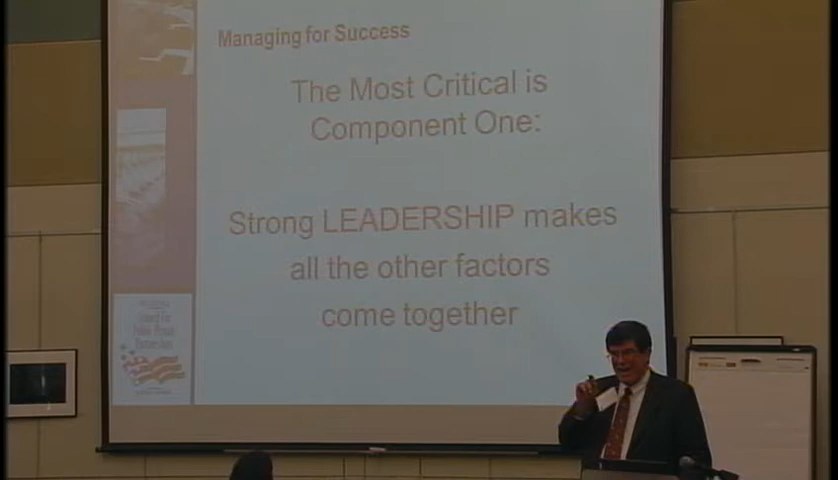 Managing for Success
The Most Critical is
Component One:
Strong LEADERSHIP makes
all the other factors
come together